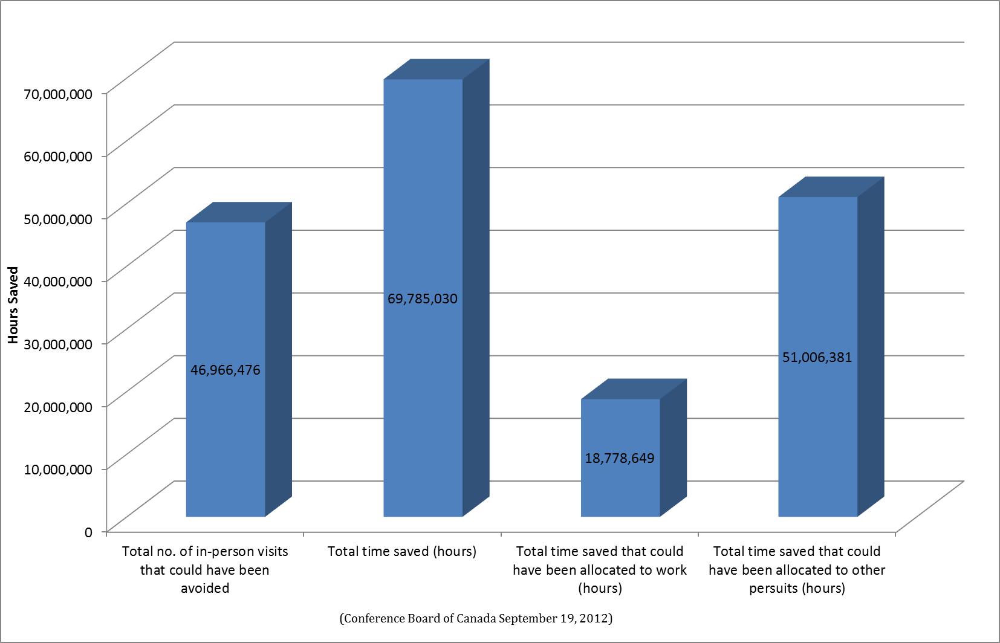 70,000,000
60,000,000
50,000,000
40,000,000
30,000,000
20,000,000
10,000,000
0
Hours Saved
46,966,476
69,785,030
18,778,649
51,006,381
Total no. of in-person visits
that could have been
avoided
Total time saved (hours)
Total time saved that could
have been allocated to work
(hours)
Total time saved that could
have been allocated to other
persuits (hours)
(Conference Board of Canada September 19, 2012)